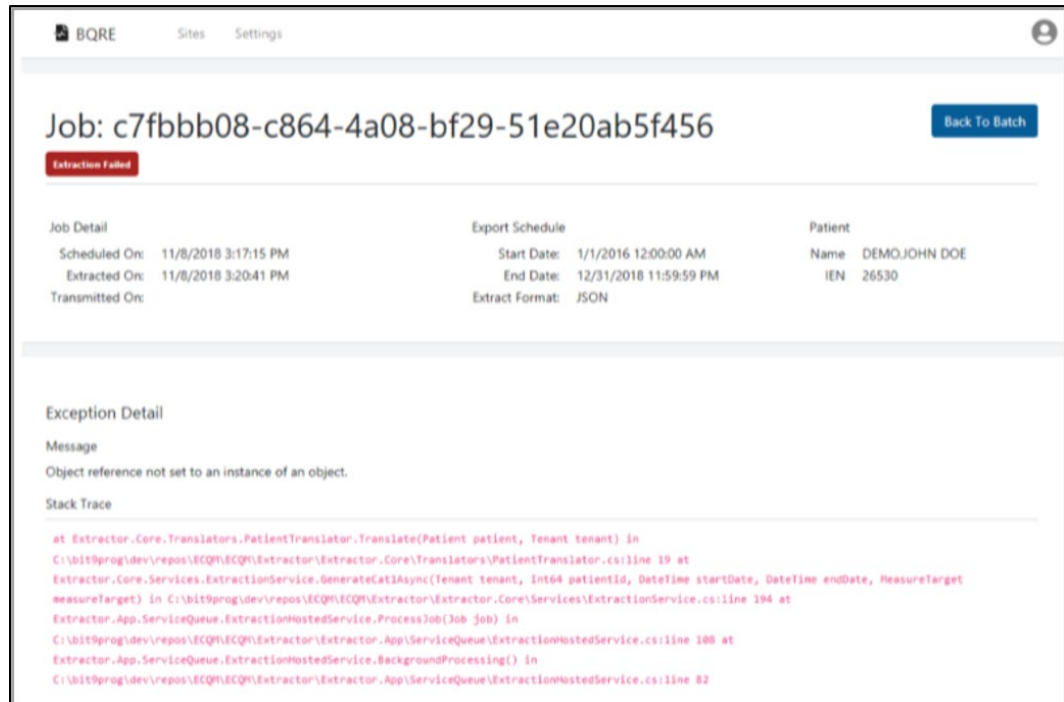 BQRE Sites Settings
Job: c7fbbb08-c864-4a08-bf29-51e20ab5f456
Back To Batch
Extraction Failed
Job Detail
Scheduled On: 11/8/2018 3:17:15 PM
Extracted On: 11/8/2018 3:20:41 PM
Transmitted On:
Export Schedule
Start Date: 1/1/2016 12:00:00 AM
End Date: 12/31/2018 11:59:59 PM
Extract Format: JSON
Patient
Name DEMO,JOHN DOE
IEN 26530
Exception Detail
Message
Object reference not set to an instance of an object.
Stack Trace
at Extractor.Core.Translators.PatientTranslator.Translate(Patient patient, Tenant tenant) in
C:\bit9prog\dev\repos\ECQM\ECQM\Extractor\Extractor.Core\Translators\PatientTranslator.cs:line 19 at
Extractor.Core.Services.ExtractionService.GenerateCat1Async(Tenant tenant, Int64 patientId, DateTime startDate, DateTime endDate, MeasureTarget
measureTarget) in C:\bit9prog\dev\repos\ECQM\ECQM\Extractor\Extractor.Core\Services\ExtractionService.cs:line 194 at
Extractor.App.ServiceQueue.ExtractionHostedService.ProcessJob(Job job) in
C:\bit9prog\dev\repos\ECQM\ECQM\Extractor\Extractor.App\ServiceQueue\ExtractionHostedService.cs:line 108 at
Extractor.App.ServiceQueue.ExtractionHostedService.BackgroundProcessing() in
C:\bit9prog\dev\repos\ECQM\ECQM\Extractor\Extractor.App\ServiceQueue\ExtractionHostedService.cs:line 82